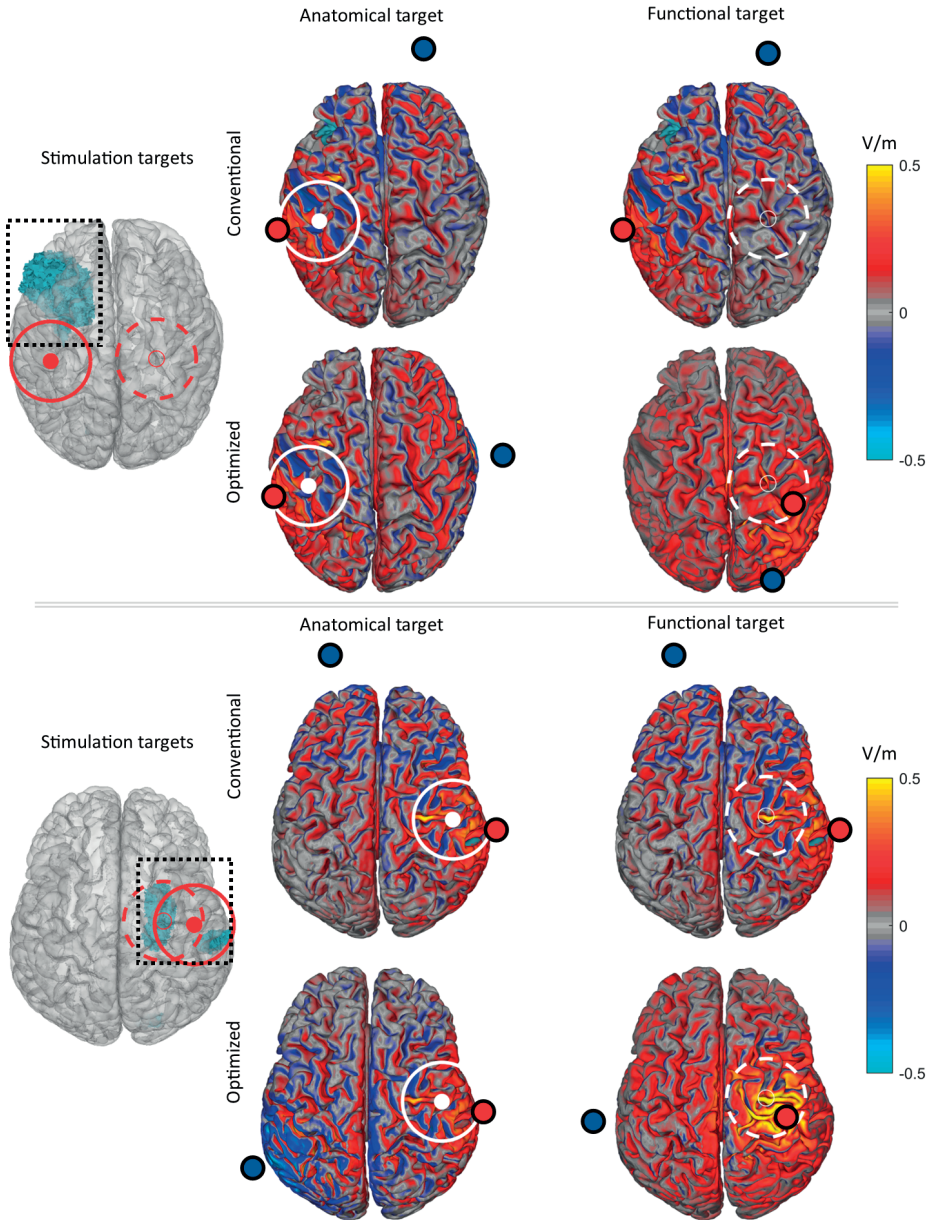 Anatomical target
Functional target
Conventional
V/m
Stimulation targets
0.5
0
-0.5
Optimized
Anatomical target
Functional target
Conventional
V/m
Stimulation targets
0.5
0
-0.5
Optimized